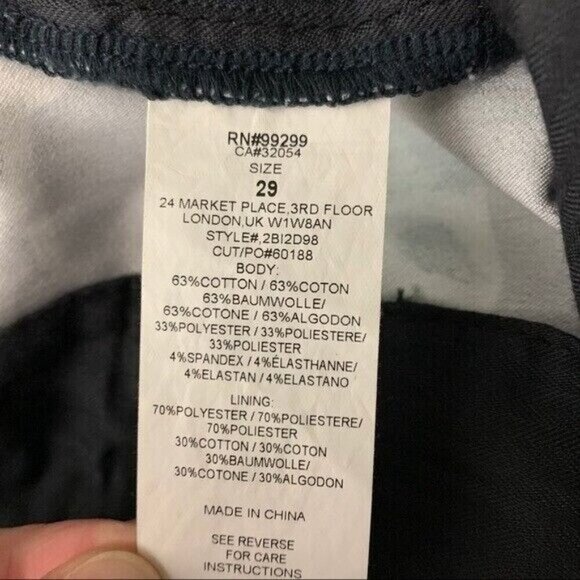 RN#99299
CA#32054
SIZE
29
24 MARKET PLACE,3RD FLOOR
LONDON,UK W1W8AN
STYLE#,2BI2D98
CUT/PO#60188
BODY:
63%COTTON / 63%COTON
63%BAUMWOLLE/
63%COTONE / 63%ALGODON
33%POLYESTER / 33%POLIESTERE/
33%POLIESTER
4%SPANDEX / 4%ÉLASTHANNE/
4%ELASTAN / 4%ELASTANO
LINING:
70%POLYESTER / 70%POLIESTERE/
70%POLIESTER
30%COTTON / 30%COTON
30%BAUMWOLLE/
30%COTONE / 30%ALGODON
MADE IN CHINA
SEE REVERSE
FOR CARE
INSTRUCTIONS